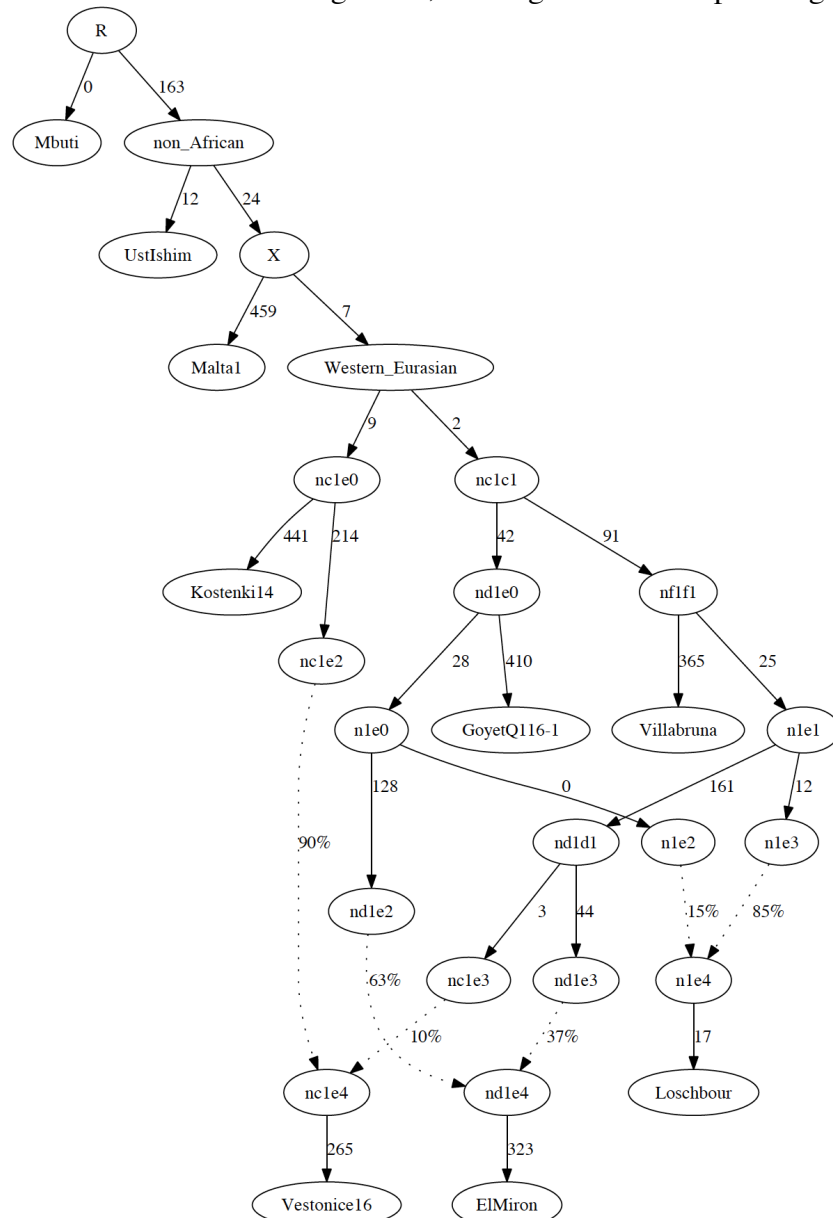 R
0
163
Mbuti
non_African
12
24
UstIshim
X
459
7
Malta1
Western_Eurasian
9
2
nc1e0
nc1c1
441
214
42
91
Kostenki14
nd1e0
nf1f1
nc1e2
28
410
365
25
n1e0
GoyetQ116-1
Villabruna
n1e1
128
0
161
12
90%
nd1d1
n1e2
n1e3
nd1e2
3
44
15%
85%
63%
nc1e3
nd1e3
n1e4
10%
37%
17
nc1e4
nd1e4
Loschbour
265
323
Vestonice16
ElMiron